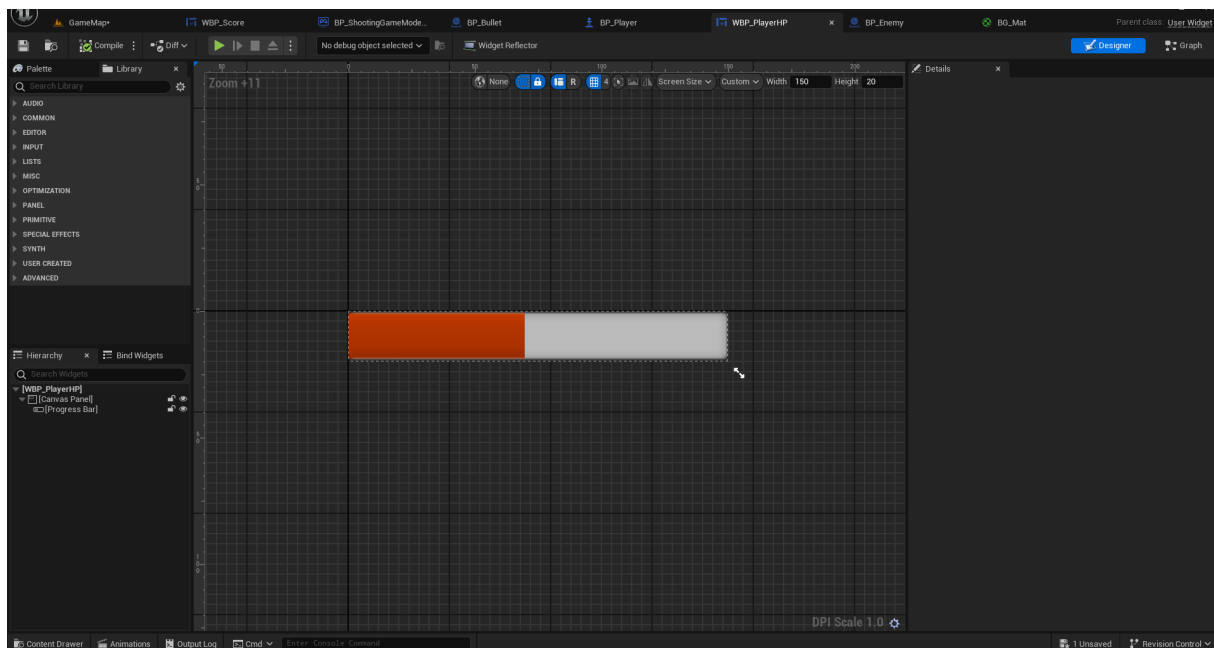 GameMap•
WBP_Score
BP_ShootingGameMode...
BP_Bullet
BP_Player
WBP_PlayerHP
BP_Enemy
BG_Mat
Parent class: User Widget
Compile
Diff
No debug object selected
Widget Reflector
Designer
Graph
Palette
Library
Search Library
AUDIO
COMMON
EDITOR
INPUT
LISTS
MISC
OPTIMIZATION
PANEL
PRIMITIVE
SPECIAL EFFECTS
SYNTH
USER CREATED
ADVANCED
Zoom +11
None
R
4
Screen Size
Custom
Width 150
Height 20
Details
Hierarchy
Bind Widgets
Search Widgets
[WBP_PlayerHP]
[Canvas Panel]
[Progress Bar]
DPI Scale 1.0
Content Drawer
Animations
Output Log
Cmd
Enter Console Command
1 Unsaved
Revision Control